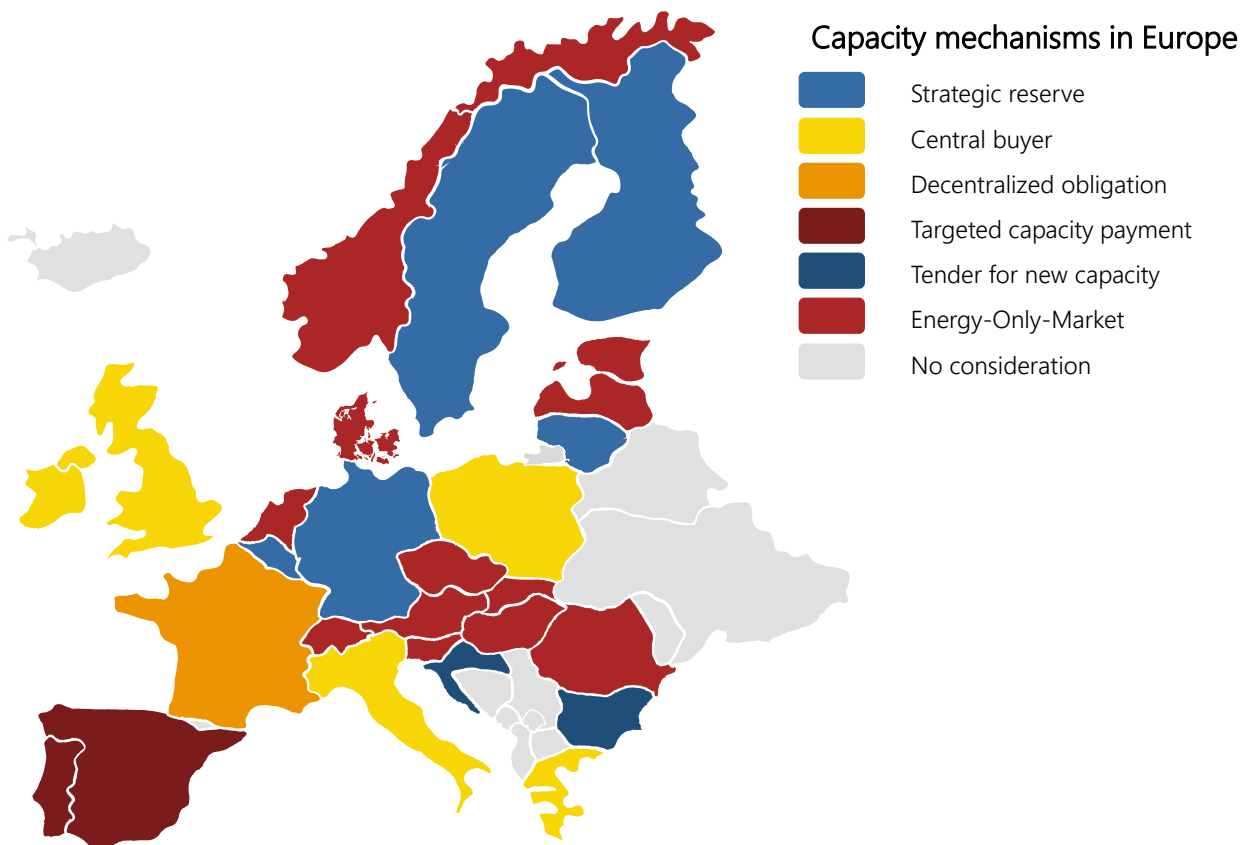 Capacity mechanisms in Europe
Strategic reserve
Central buyer
Decentralized obligation
Targeted capacity payment
Tender for new capacity
Energy-Only-Market
No consideration